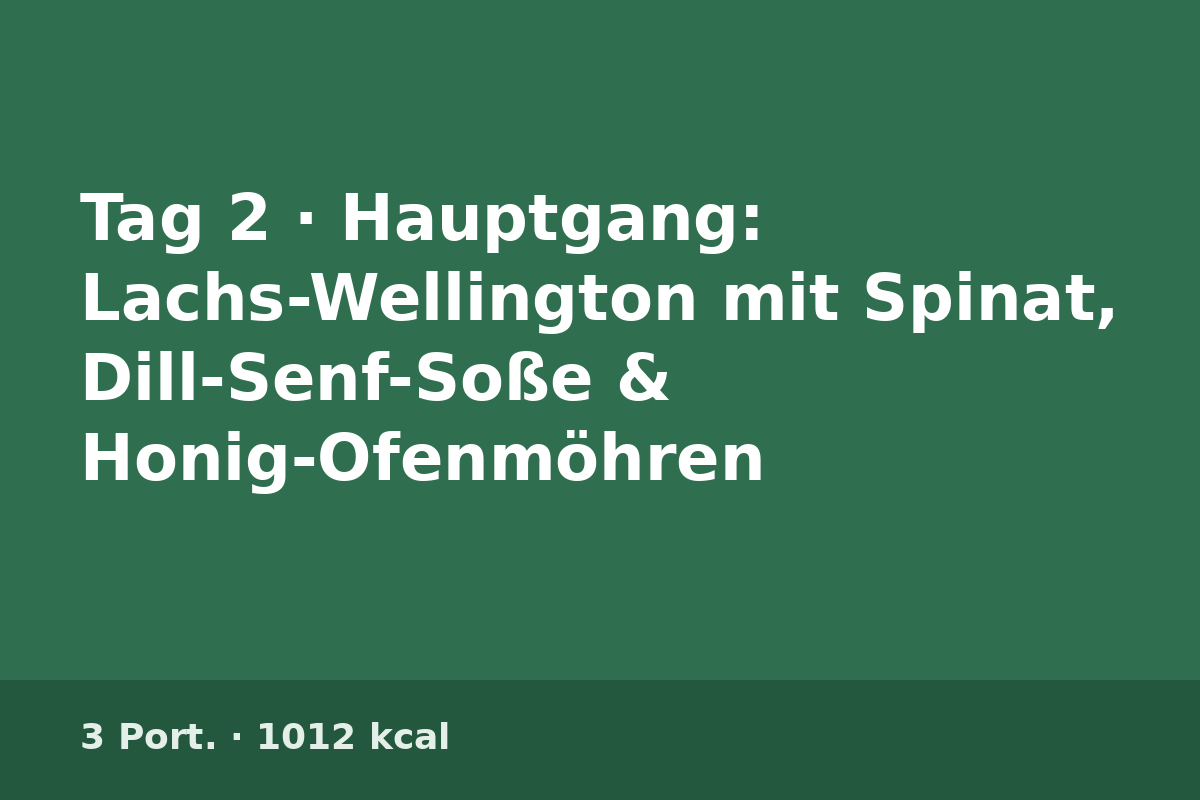 Tag 2 · Hauptgang:
Lachs-Wellington mit Spinat,
Dill-Senf-Soße &
Honig-Ofenmöhren
3 Port. · 1012 kcal